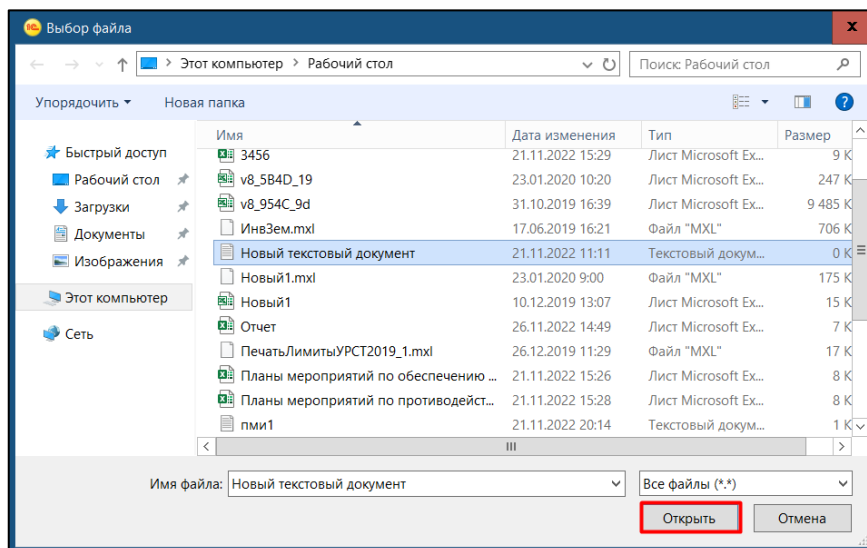 Выбор файла
Этот компьютер > Рабочий стол
Поиск: Рабочий стол
Упорядочить Новая папка
Имя Дата изменения Тип Размер
Быстрый доступ
Рабочий стол
Загрузки
Документы
Изображения
Этот компьютер
Сеть
3456 21.11.2022 15:29 Лист Microsoft Ex... 9 К
v8_5B4D_19 23.01.2020 10:20 Лист Microsoft Ex... 247 К
v8_954C_9d 31.10.2019 16:39 Лист Microsoft Ex... 9 485 К
ИнвЗем.mxl 17.06.2019 16:21 Файл "MXL" 706 К
Новый текстовый документ 21.11.2022 11:11 Текстовый докум... 0 К
Новый1.mxl 23.01.2020 9:00 Файл "MXL" 175 К
Новый1 10.12.2019 13:07 Лист Microsoft Ex... 15 К
Отчет 26.11.2022 14:49 Лист Microsoft Ex... 7 К
ПечатьЛимитыУРСТ2019_1.mxl 26.12.2019 11:29 Файл "MXL" 17 К
Планы мероприятий по обеспечению ... 21.11.2022 15:26 Лист Microsoft Ex... 8 К
Планы мероприятий по противодейст... 21.11.2022 15:28 Лист Microsoft Ex... 8 К
пми1 21.11.2022 20:14 Текстовый докум... 1 К
Имя файла: Новый текстовый документ Все файлы (*.*)
Открыть Отмена